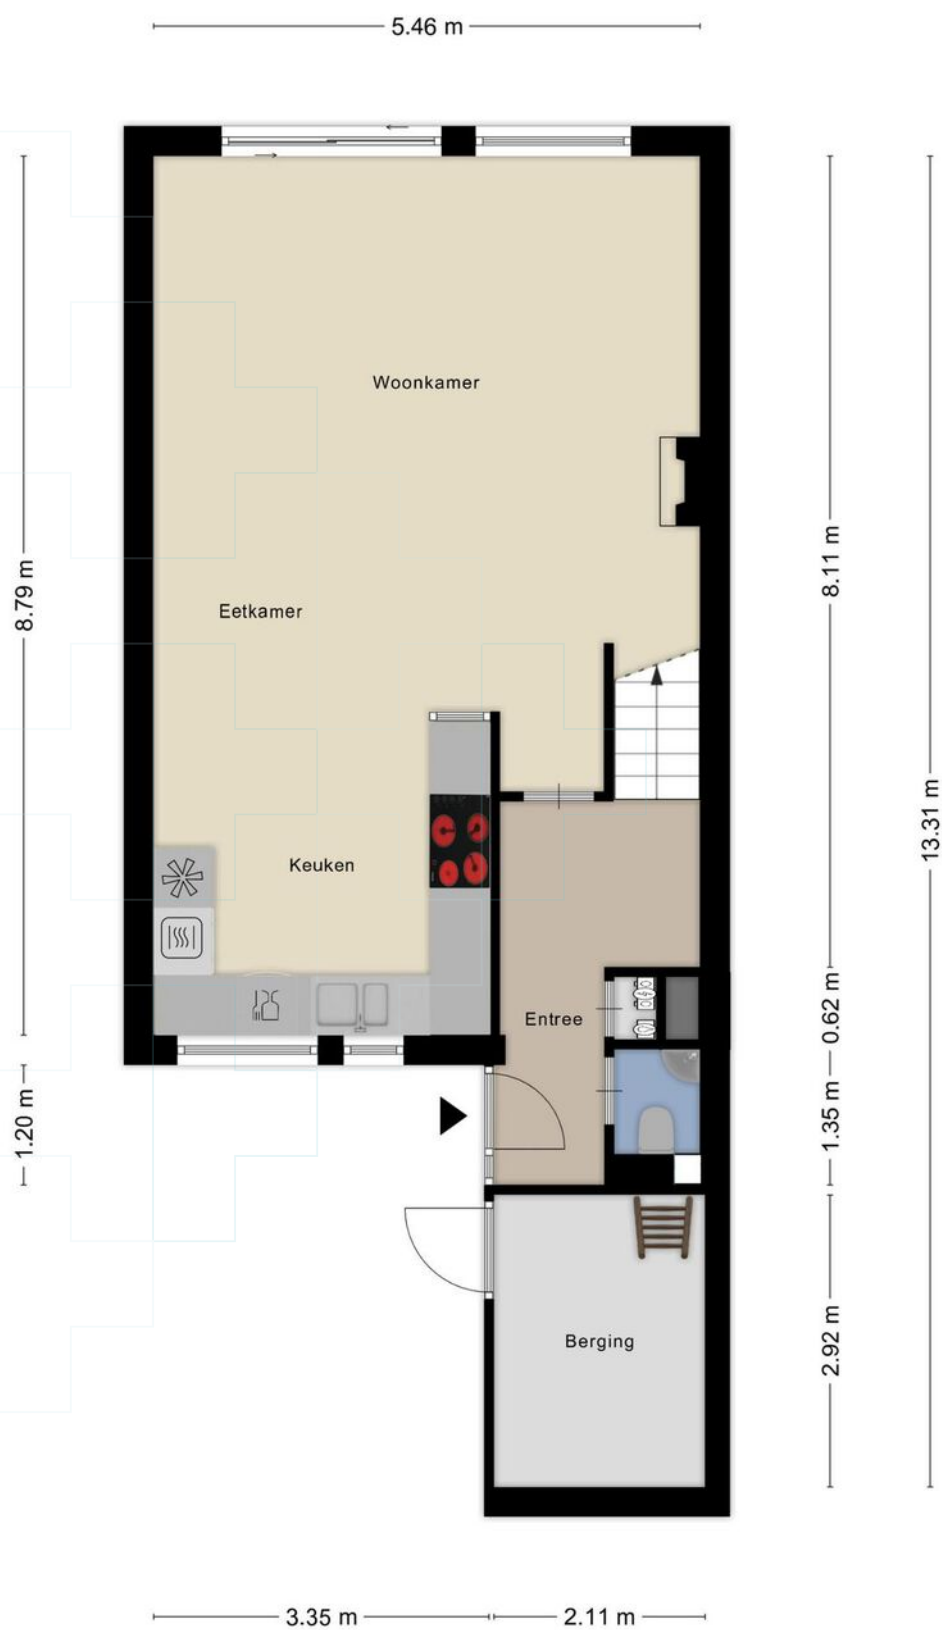 5.46 m
Woonkamer
8.11 m
8.79 m
Eetkamer
13.31 m
Keuken
0.62 m
Entree
1.20 m
1.35 m
Berging
2.92 m
3.35 m
2.11 m